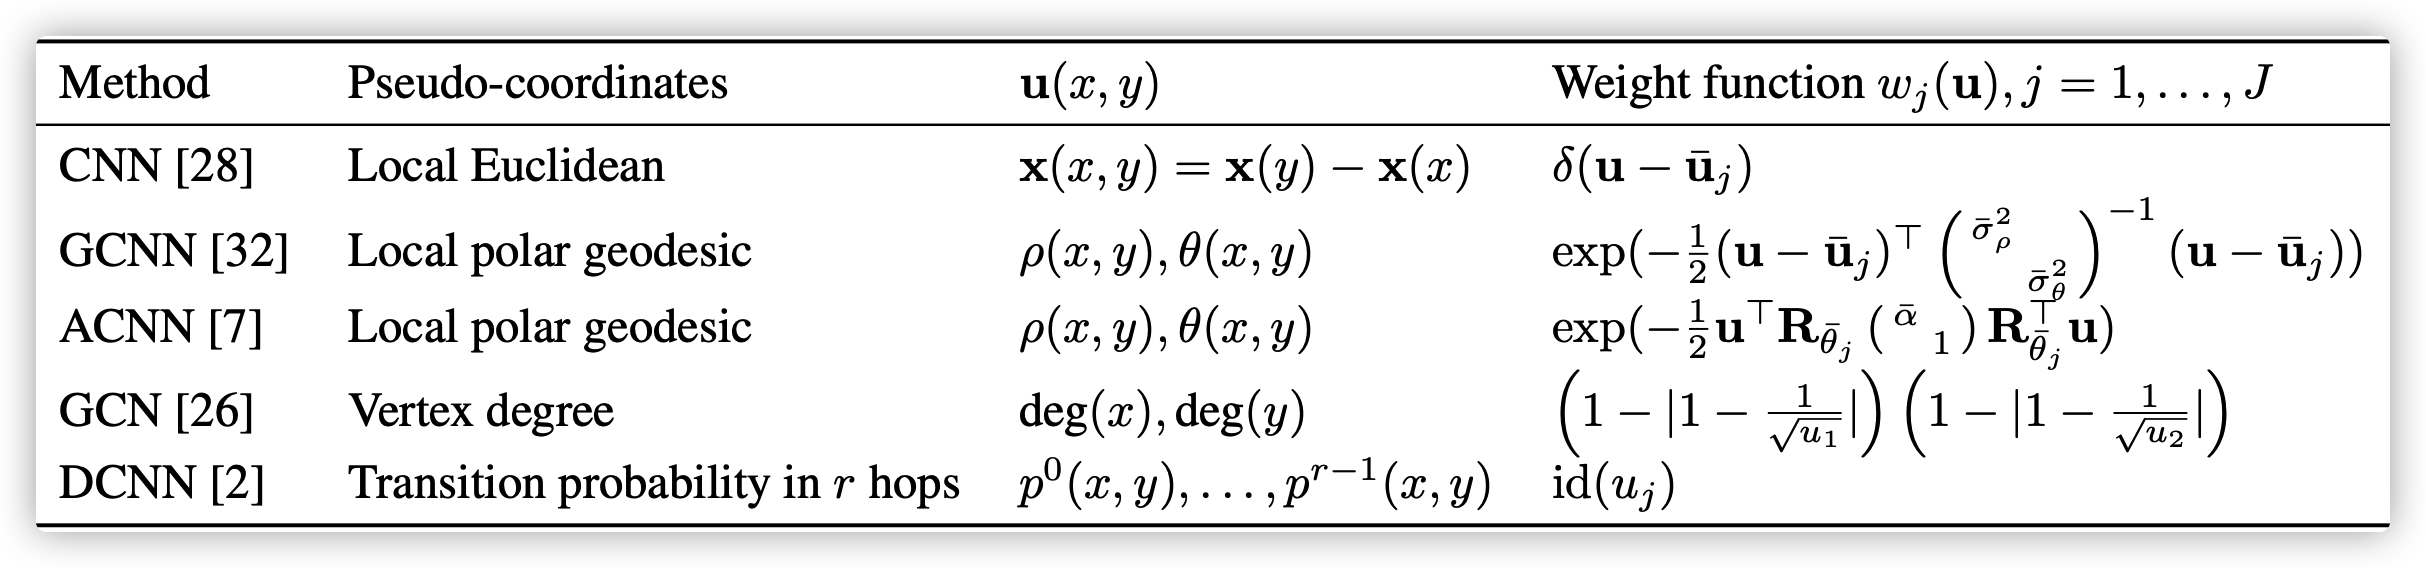 Method Pseudo-coordinates u(x, y) Weight function w_j(u), j = 1, . . . , J
CNN [28] Local Euclidean x(x, y) = x(y) − x(x) δ(u − ū_j)
GCNN [32] Local polar geodesic ρ(x, y), θ(x, y) exp(−½(u − ū_j)^⊤ (σ̄_ρ^2 σ̄_θ^2)^{−1} (u − ū_j))
ACNN [7] Local polar geodesic ρ(x, y), θ(x, y) exp(−½u^⊤R_{θ̄_j} (ᾱ 1) R_{θ̄_j}^⊤ u)
GCN [26] Vertex degree deg(x), deg(y) (1 − |1 − 1/√u_1|) (1 − |1 − 1/√u_2|)
DCNN [2] Transition probability in r hops p^0(x, y), . . . , p^{r−1}(x, y) id(u_j)